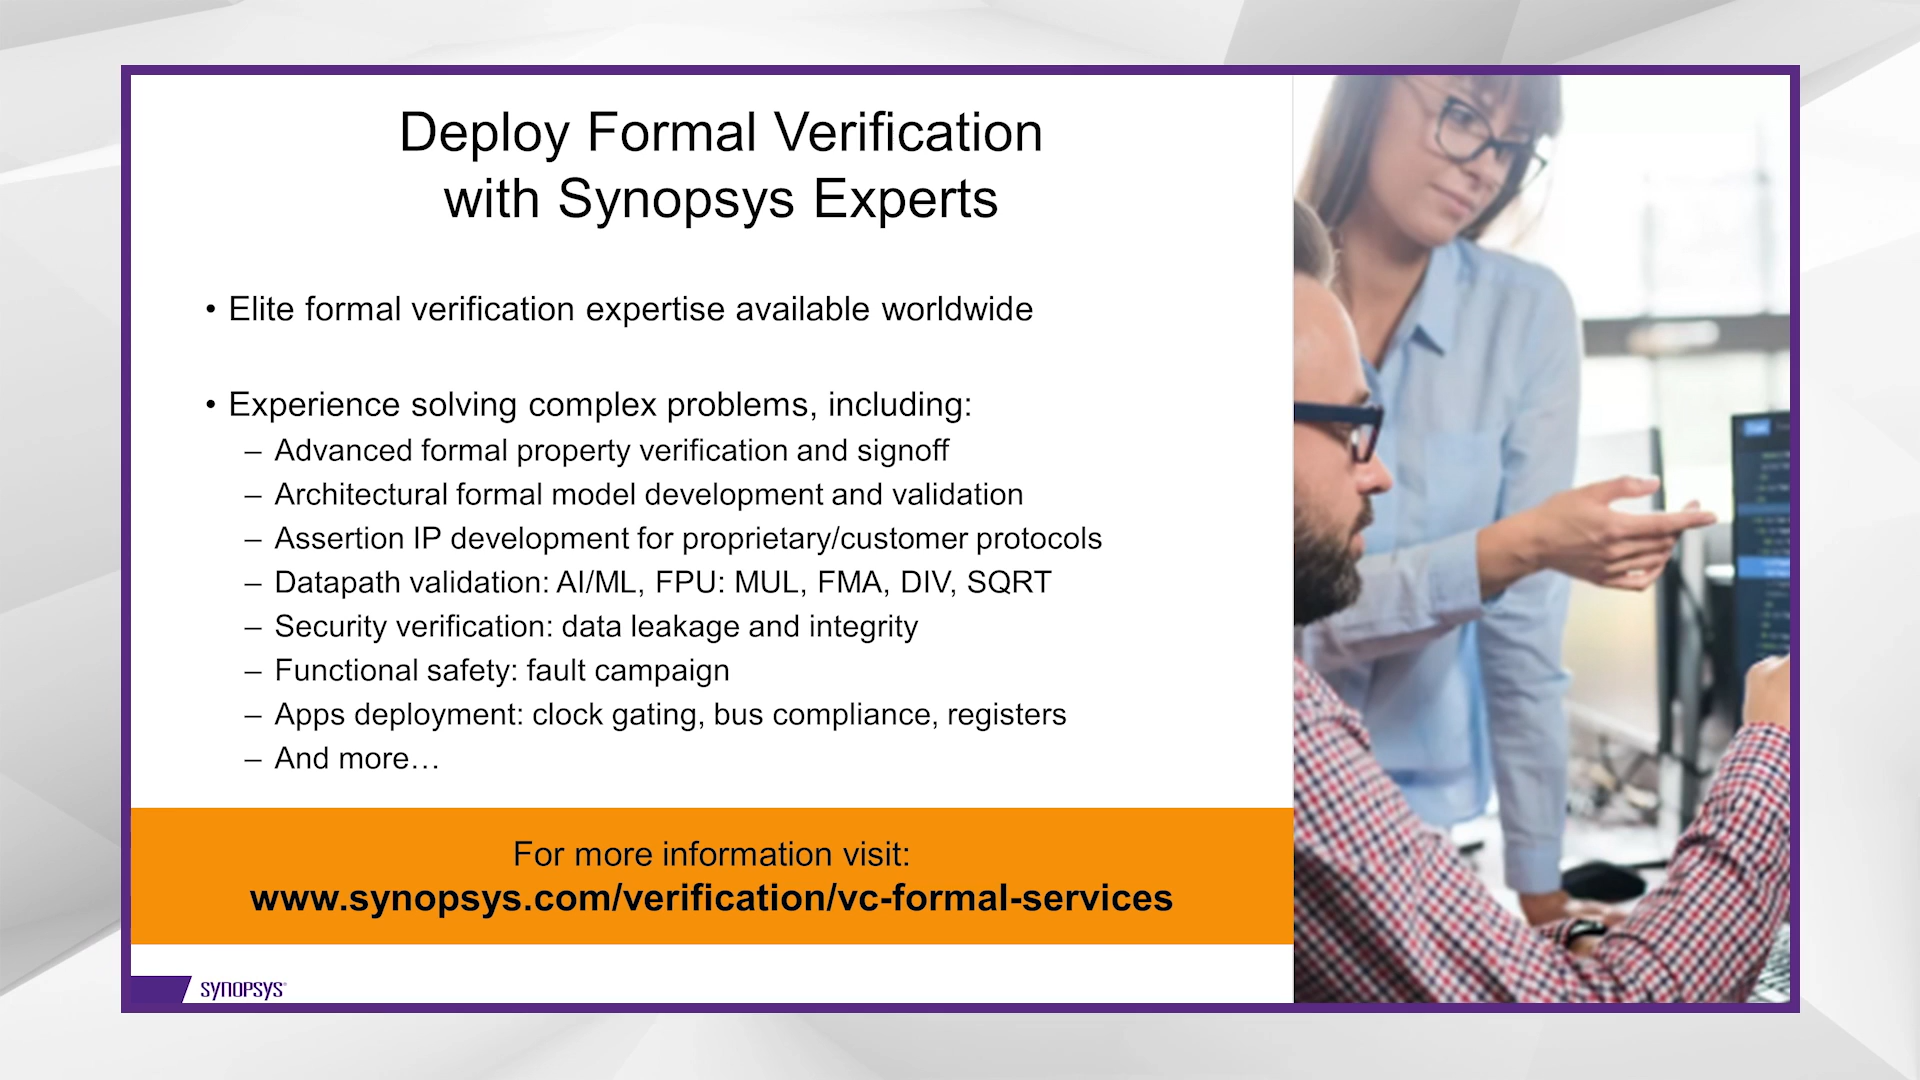 Deploy Formal Verification
with Synopsys Experts
• Elite formal verification expertise available worldwide
• Experience solving complex problems, including:
– Advanced formal property verification and signoff
– Architectural formal model development and validation
– Assertion IP development for proprietary/customer protocols
– Datapath validation: AI/ML, FPU: MUL, FMA, DIV, SQRT
– Security verification: data leakage and integrity
– Functional safety: fault campaign
– Apps deployment: clock gating, bus compliance, registers
– And more…
For more information visit:
www.synopsys.com/verification/vc-formal-services
SYNOPSYS®